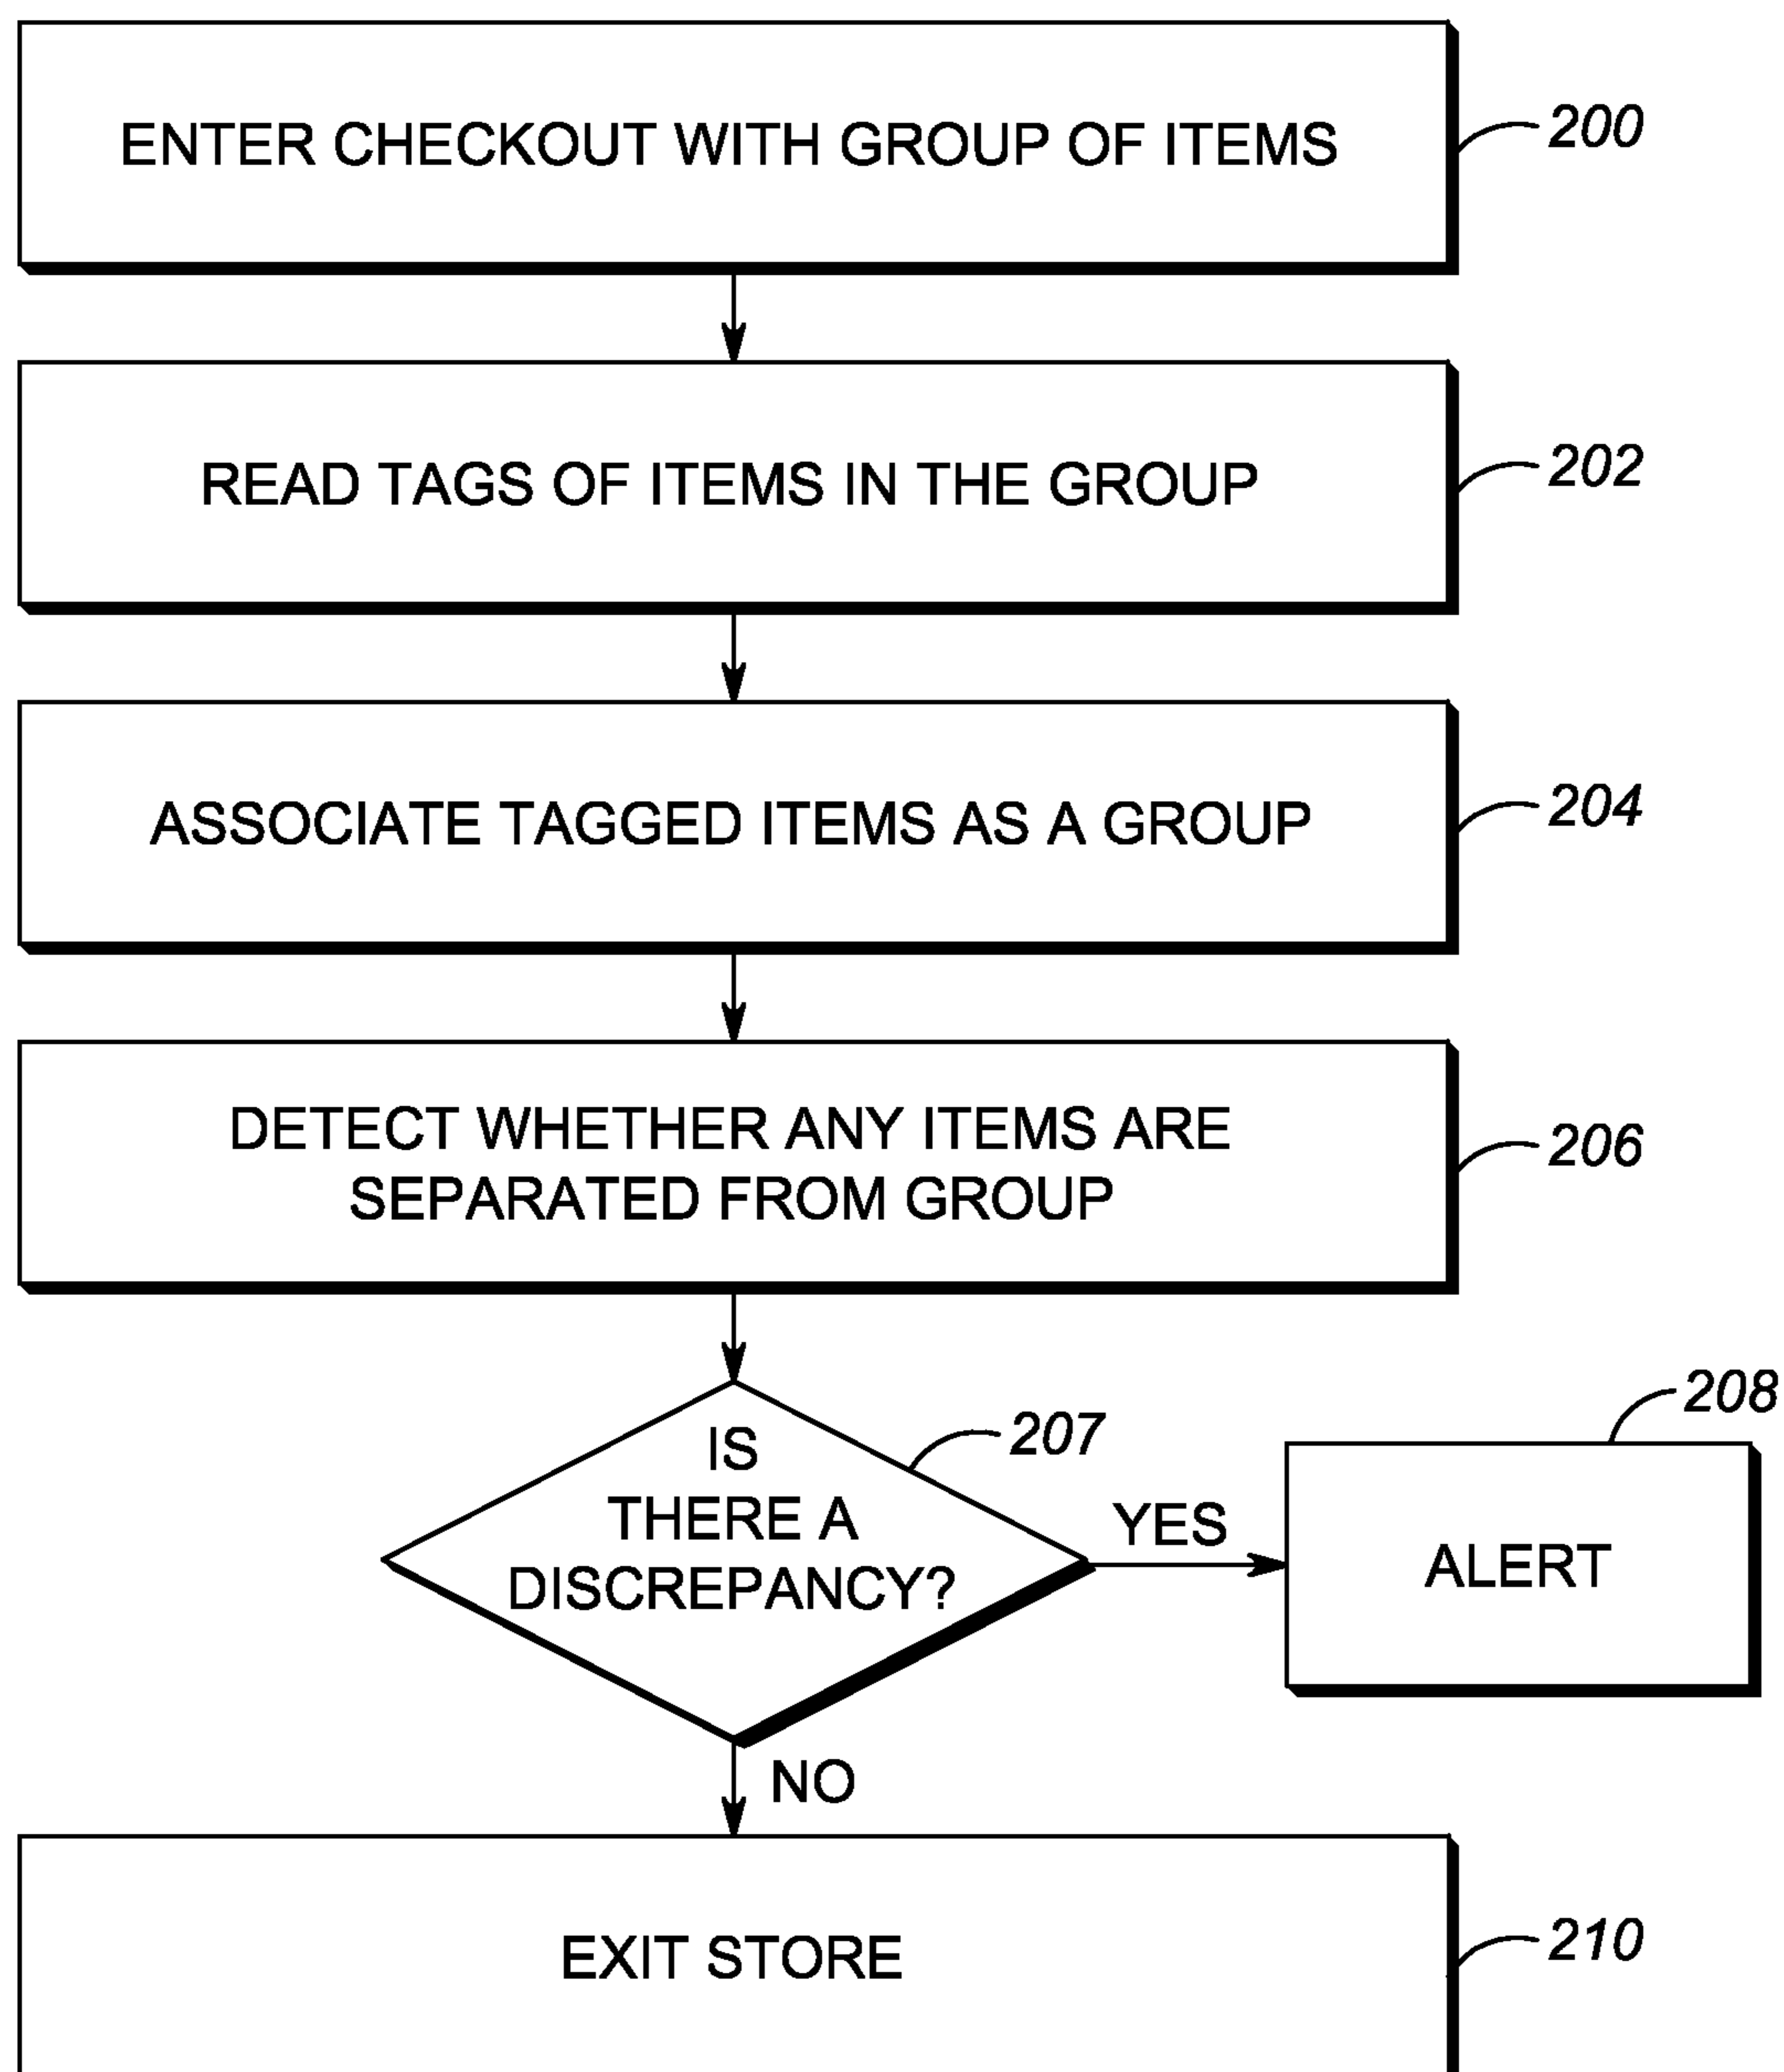 ENTER CHECKOUT WITH GROUP OF ITEMS
200
READ TAGS OF ITEMS IN THE GROUP
202
ASSOCIATE TAGGED ITEMS AS A GROUP
204
DETECT WHETHER ANY ITEMS ARE
SEPARATED FROM GROUP
206
IS
THERE A
DISCREPANCY?
207
YES
208
ALERT
NO
EXIT STORE
210